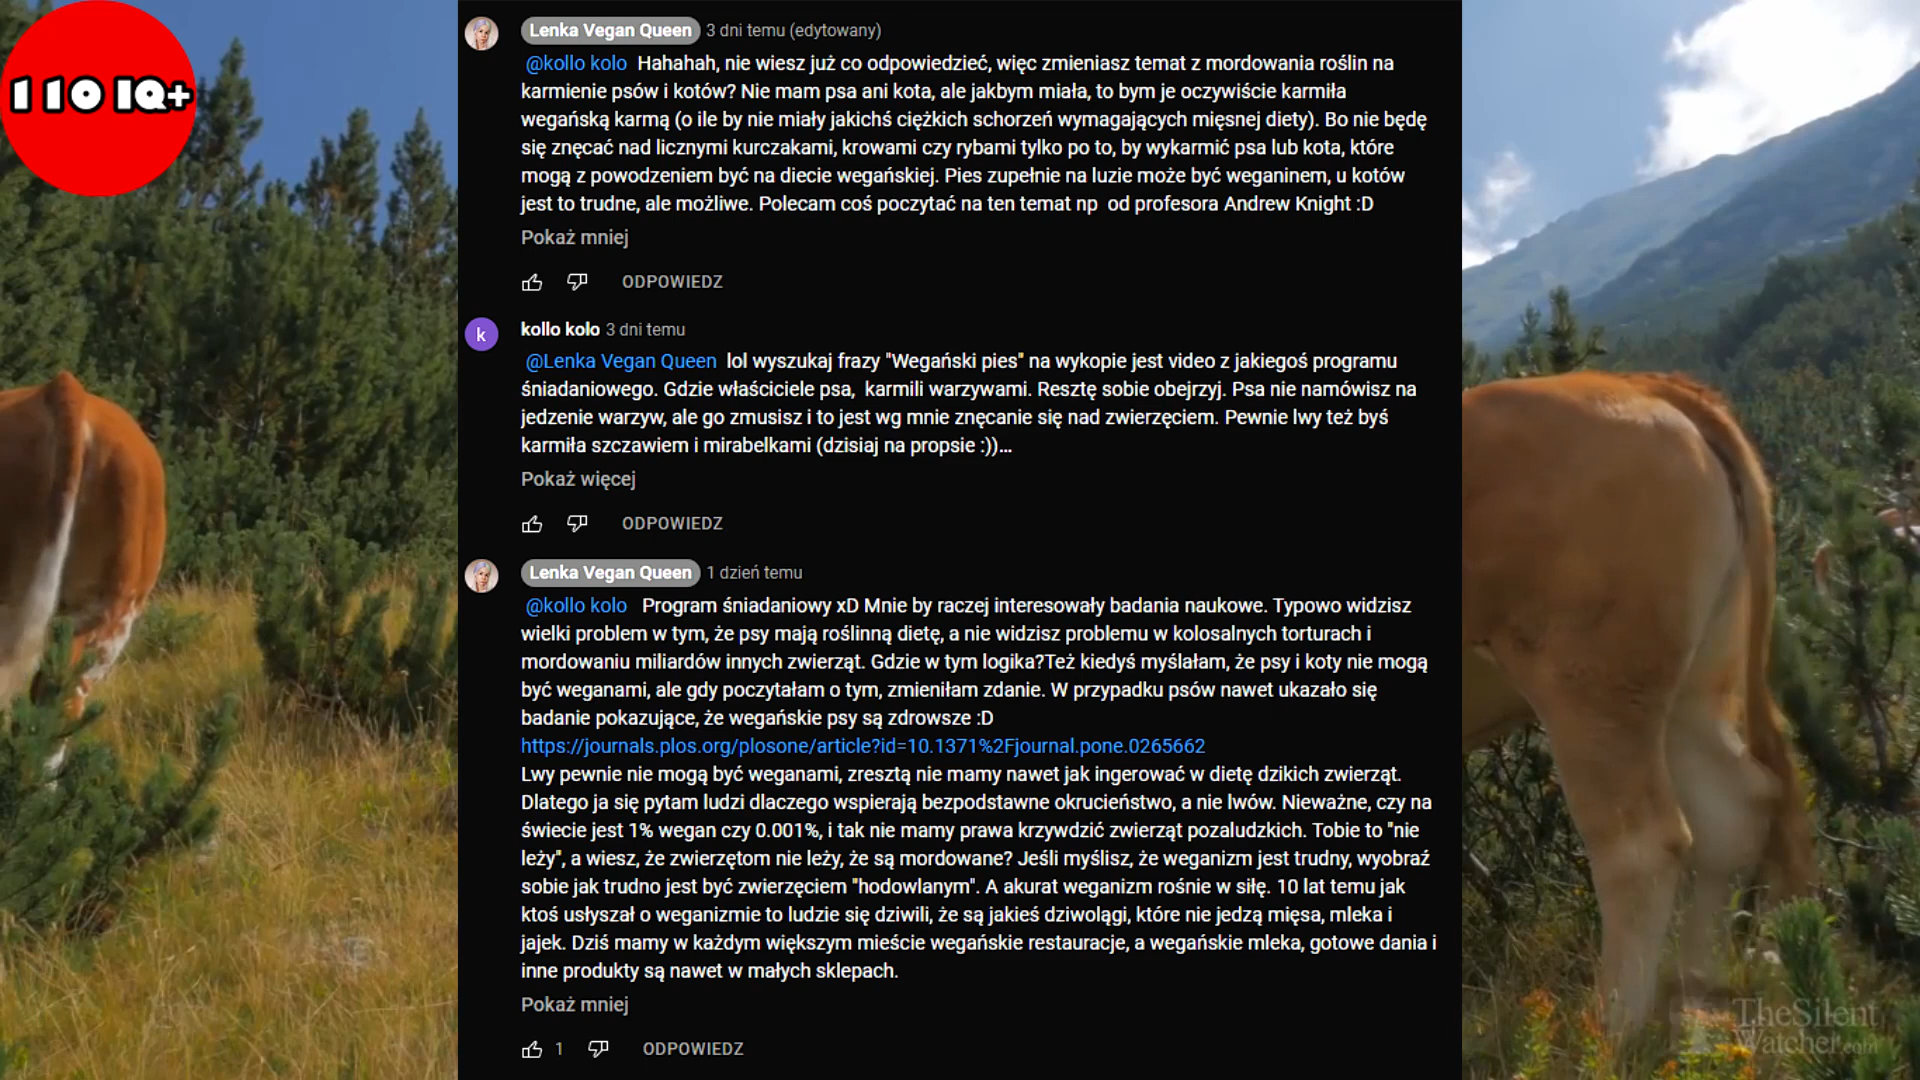 110 IQ+
Lenka Vegan Queen 3 dni temu (edytowany)
@kollo kolo Hahahah, nie wiesz już co odpowiedzieć, więc zmieniasz temat z mordowania roślin na
karmienie psów i kotów? Nie mam psa ani kota, ale jakbym miała, to bym je oczywiście karmiła
wegańską karmą (o ile by nie miały jakichś ciężkich schorzeń wymagających mięsnej diety). Bo nie będę
się znęcać nad licznymi kurczakami, krowami czy rybami tylko po to, by wykarmić psa lub kota, które
mogą z powodzeniem być na diecie wegańskiej. Pies zupełnie na luzie może być weganinem, u kotów
jest to trudne, ale możliwe. Polecam coś poczytać na ten temat np od profesora Andrew Knight :D
Pokaż mniej
ODPOWIEDZ
k
kollo kolo 3 dni temu
@Lenka Vegan Queen lol wyszukaj frazy "Wegański pies" na wykopie jest video z jakiegoś programu
śniadaniowego. Gdzie właściciele psa, karmili warzywami. Resztę sobie obejrzyj. Psa nie namówisz na
jedzenie warzyw, ale go zmusisz i to jest wg mnie znęcanie się nad zwierzęciem. Pewnie lwy też byś
karmiła szczawiem i mirabelkami (dzisiaj na propsie :))...
Pokaż więcej
ODPOWIEDZ
Lenka Vegan Queen 1 dzień temu
@kollo kolo Program śniadaniowy xD Mnie by raczej interesowały badania naukowe. Typowo widzisz
wielki problem w tym, że psy mają roślinną dietę, a nie widzisz problemu w kolosalnych torturach i
mordowaniu miliardów innych zwierząt. Gdzie w tym logika?Też kiedyś myślałam, że psy i koty nie mogą
być weganami, ale gdy poczytałam o tym, zmieniłam zdanie. W przypadku psów nawet ukazało się
badanie pokazujące, że wegańskie psy są zdrowsze :D
https://journals.plos.org/plosone/article?id=10.1371%2Fjournal.pone.0265662
Lwy pewnie nie mogą być weganami, zresztą nie mamy nawet jak ingerować w dietę dzikich zwierząt.
Dlatego ja się pytam ludzi dlaczego wspierają bezpodstawne okrucieństwo, a nie lwów. Nieważne, czy na
świecie jest 1% wegan czy 0.001%, i tak nie mamy prawa krzywdzić zwierząt pozaludzkich. Tobie to "nie
leży", a wiesz, że zwierzętom nie leży, że są mordowane? Jeśli myślisz, że weganizm jest trudny, wyobraź
sobie jak trudno jest być zwierzęciem "hodowlanym". A akurat weganizm rośnie w siłę. 10 lat temu jak
ktoś usłyszał o weganizmie to ludzie się dziwili, że są jakieś dziwolągi, które nie jedzą mięsa, mleka i
jajek. Dziś mamy w każdym większym mieście wegańskie restauracje, a wegańskie mleka, gotowe dania i
inne produkty są nawet w małych sklepach.
Pokaż mniej
1 ODPOWIEDZ
TheSilent
Watcher.com